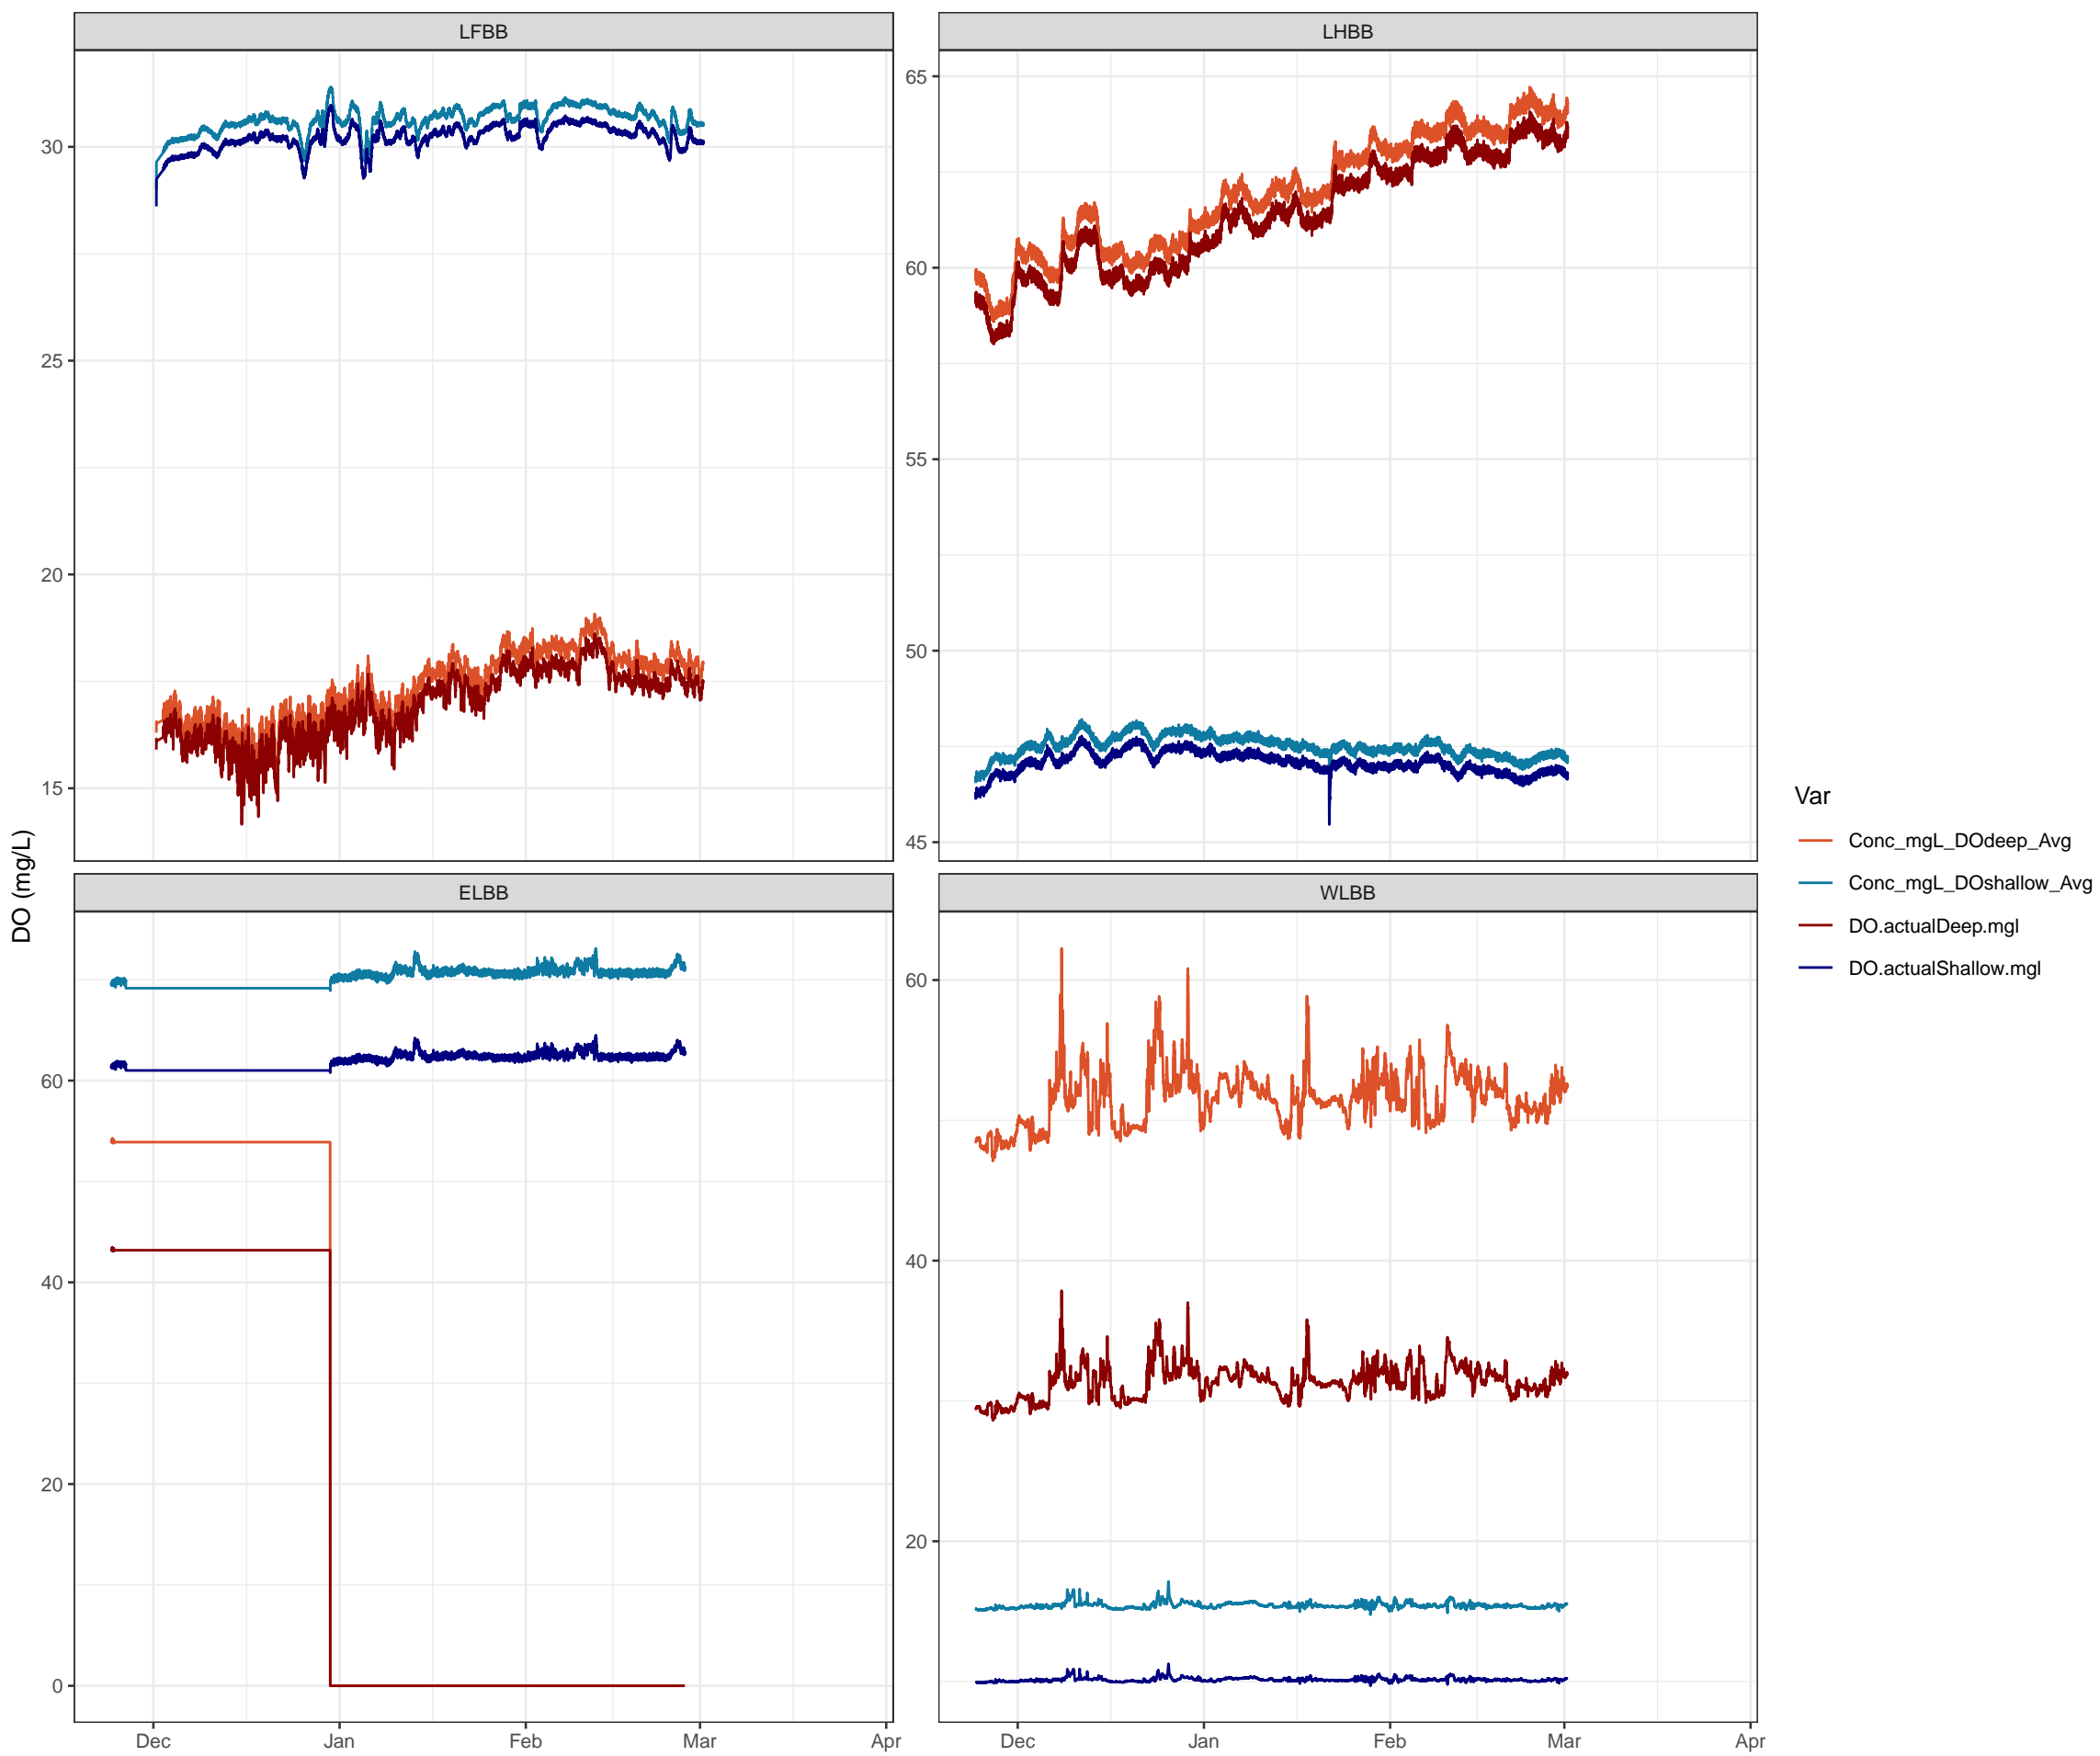 LFBB
LHBB
30
25
20
15
65
60
55
50
45
DO (mg/L)
ELBB
WLBB
60
40
20
0
60
40
20
Dec Jan Feb Mar Apr
Dec Jan Feb Mar Apr
Var
Conc_mgL_DOdeep_Avg
Conc_mgL_DOshallow_Avg
DO.actualDeep.mgl
DO.actualShallow.mgl